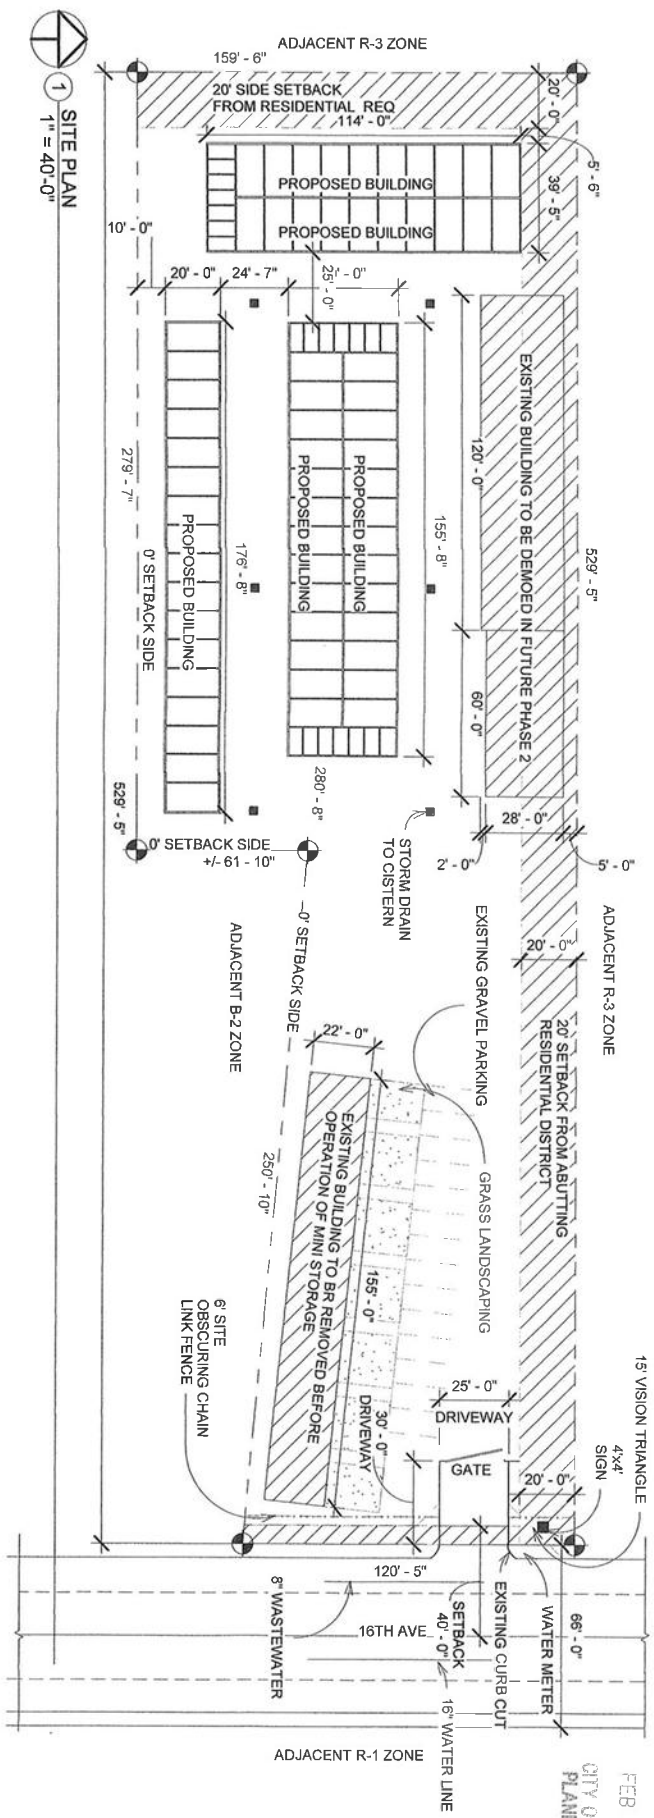 ADJACENT R-3 ZONE
159' - 6"
20' SIDE SETBACK
FROM RESIDENTIAL REQ
114' - 0"
20' - 0"
5' - 6"
39' - 5"
1
SITE PLAN
1" = 40'-0"
PROPOSED BUILDING
PROPOSED BUILDING
10' - 0"
20' - 0"
24' - 7"
25' - 0"
EXISTING BUILDING TO BE DEMOED IN FUTURE PHASE 2
120' - 0"
60' - 0"
529' - 5"
279' - 7"
0' SETBACK SIDE
PROPOSED BUILDING
176' - 8"
PROPOSED BUILDING
PROPOSED BUILDING
155' - 8"
280' - 8"
529' - 5"
0' SETBACK SIDE
+/- 61 - 10"
STORM DRAIN
TO CISTERN
2' - 0"
28' - 0"
5' - 0"
ADJACENT B-2 ZONE
0' SETBACK SIDE
EXISTING GRAVEL PARKING
20' - 0"
ADJACENT R-3 ZONE
20' SETBACK FROM ABUTTING
RESIDENTIAL DISTRICT
22' - 0"
250' - 10"
EXISTING BUILDING TO BR REMOVED BEFORE
OPERATION OF MINI STORAGE
155' - 0"
GRASS LANDSCAPING
6' SITE
OBSCURING CHAIN
LINK FENCE
30' - 0"
DRIVEWAY
25' - 0"
DRIVEWAY
GATE
20' - 0"
4'x4'
SIGN
15' VISION TRIANGLE
8" WASTEWATER
120' - 5"
16TH AVE
SETBACK
40' - 0"
EXISTING CURB CUT
WATER METER
66' - 0"
16" WATER LINE
ADJACENT R-1 ZONE
FEB
CITY O
PLAN